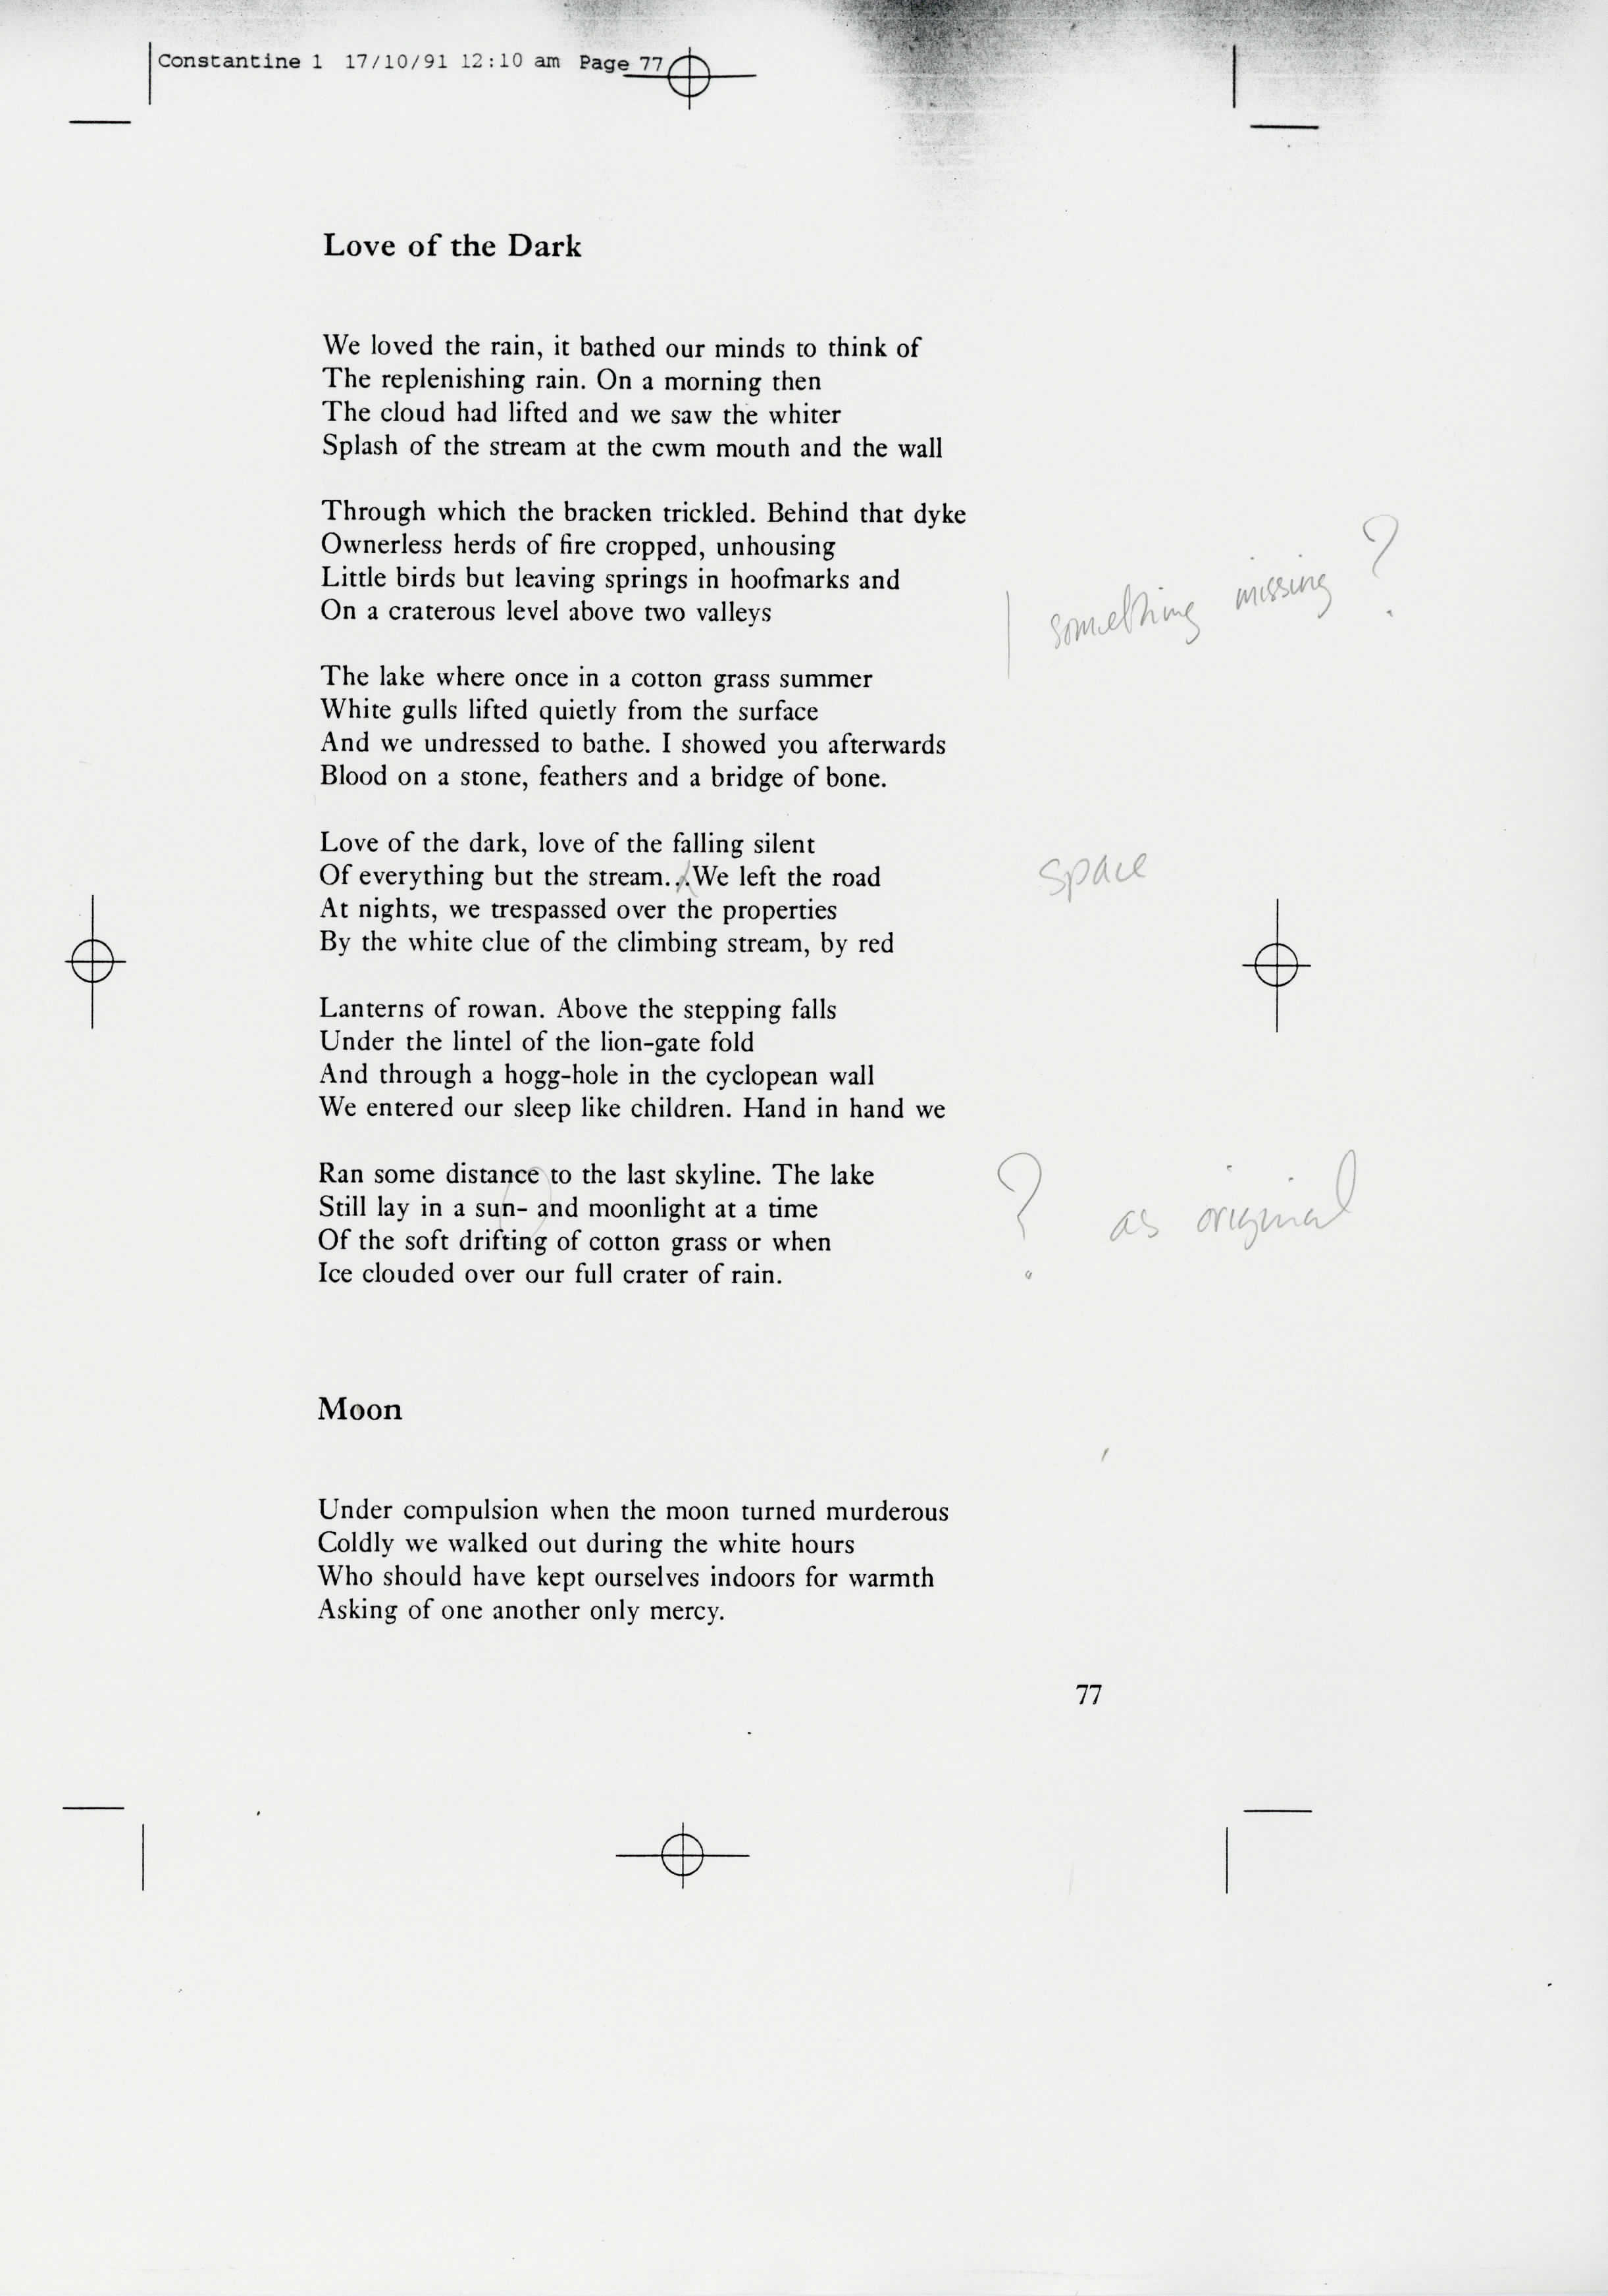 Constantine 1 17/10/91 12:10 am Page 77
Love of the Dark
We loved the rain, it bathed our minds to think of
The replenishing rain. On a morning then
The cloud had lifted and we saw the whiter
Splash of the stream at the cwm mouth and the wall
Through which the bracken trickled. Behind that dyke
Ownerless herds of fire cropped, unhousing
Little birds but leaving springs in hoofmarks and
On a craterous level above two valleys
something missing ?
The lake where once in a cotton grass summer
White gulls lifted quietly from the surface
And we undressed to bathe. I showed you afterwards
Blood on a stone, feathers and a bridge of bone.
Love of the dark, love of the falling silent
Of everything but the stream...We left the road
space
At nights, we trespassed over the properties
By the white clue of the climbing stream, by red
Lanterns of rowan. Above the stepping falls
Under the lintel of the lion-gate fold
And through a hogg-hole in the cyclopean wall
We entered our sleep like children. Hand in hand we
Ran some distance to the last skyline. The lake
Still lay in a sun- and moonlight at a time
? as original
Of the soft drifting of cotton grass or when
Ice clouded over our full crater of rain.
Moon
Under compulsion when the moon turned murderous
Coldly we walked out during the white hours
Who should have kept ourselves indoors for warmth
Asking of one another only mercy.
77